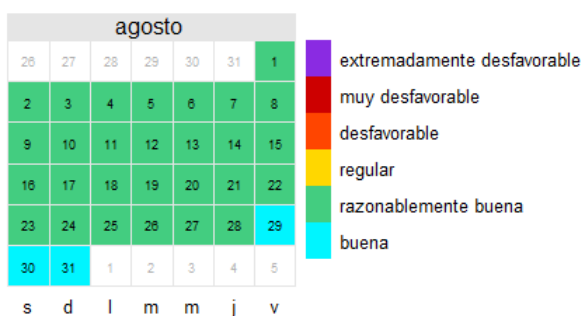 agosto
26 27 28 29 30 31 1
2 3 4 5 6 7 8
9 10 11 12 13 14 15
16 17 18 19 20 21 22
23 24 25 26 27 28 29
30 31 1 2 3 4 5
s d l m m j v
extremadamente desfavorable
muy desfavorable
desfavorable
regular
razonablemente buena
buena